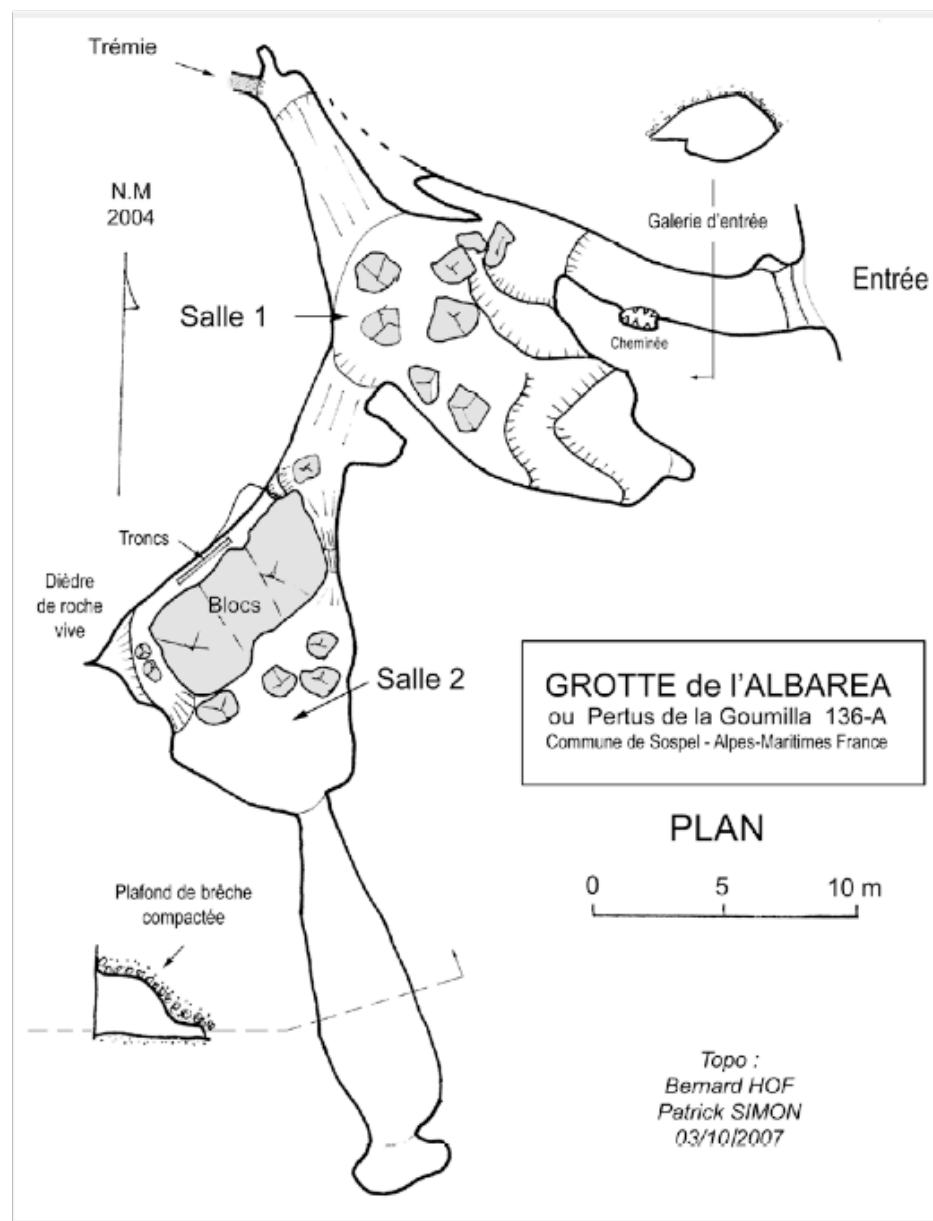 Trémie
N.M
2004
Galerie d'entrée
Entrée
Salle 1
Cheminée
Troncs
Dièdre
de roche
vive
Blocs
Salle 2
GROTTE de l'ALBAREA
ou Pertus de la Goumilla 136-A
Commune de Sospel - Alpes-Maritimes France
PLAN
0 5 10 m
Plafond de brêche
compactée
Topo :
Bernard HOF
Patrick SIMON
03/10/2007